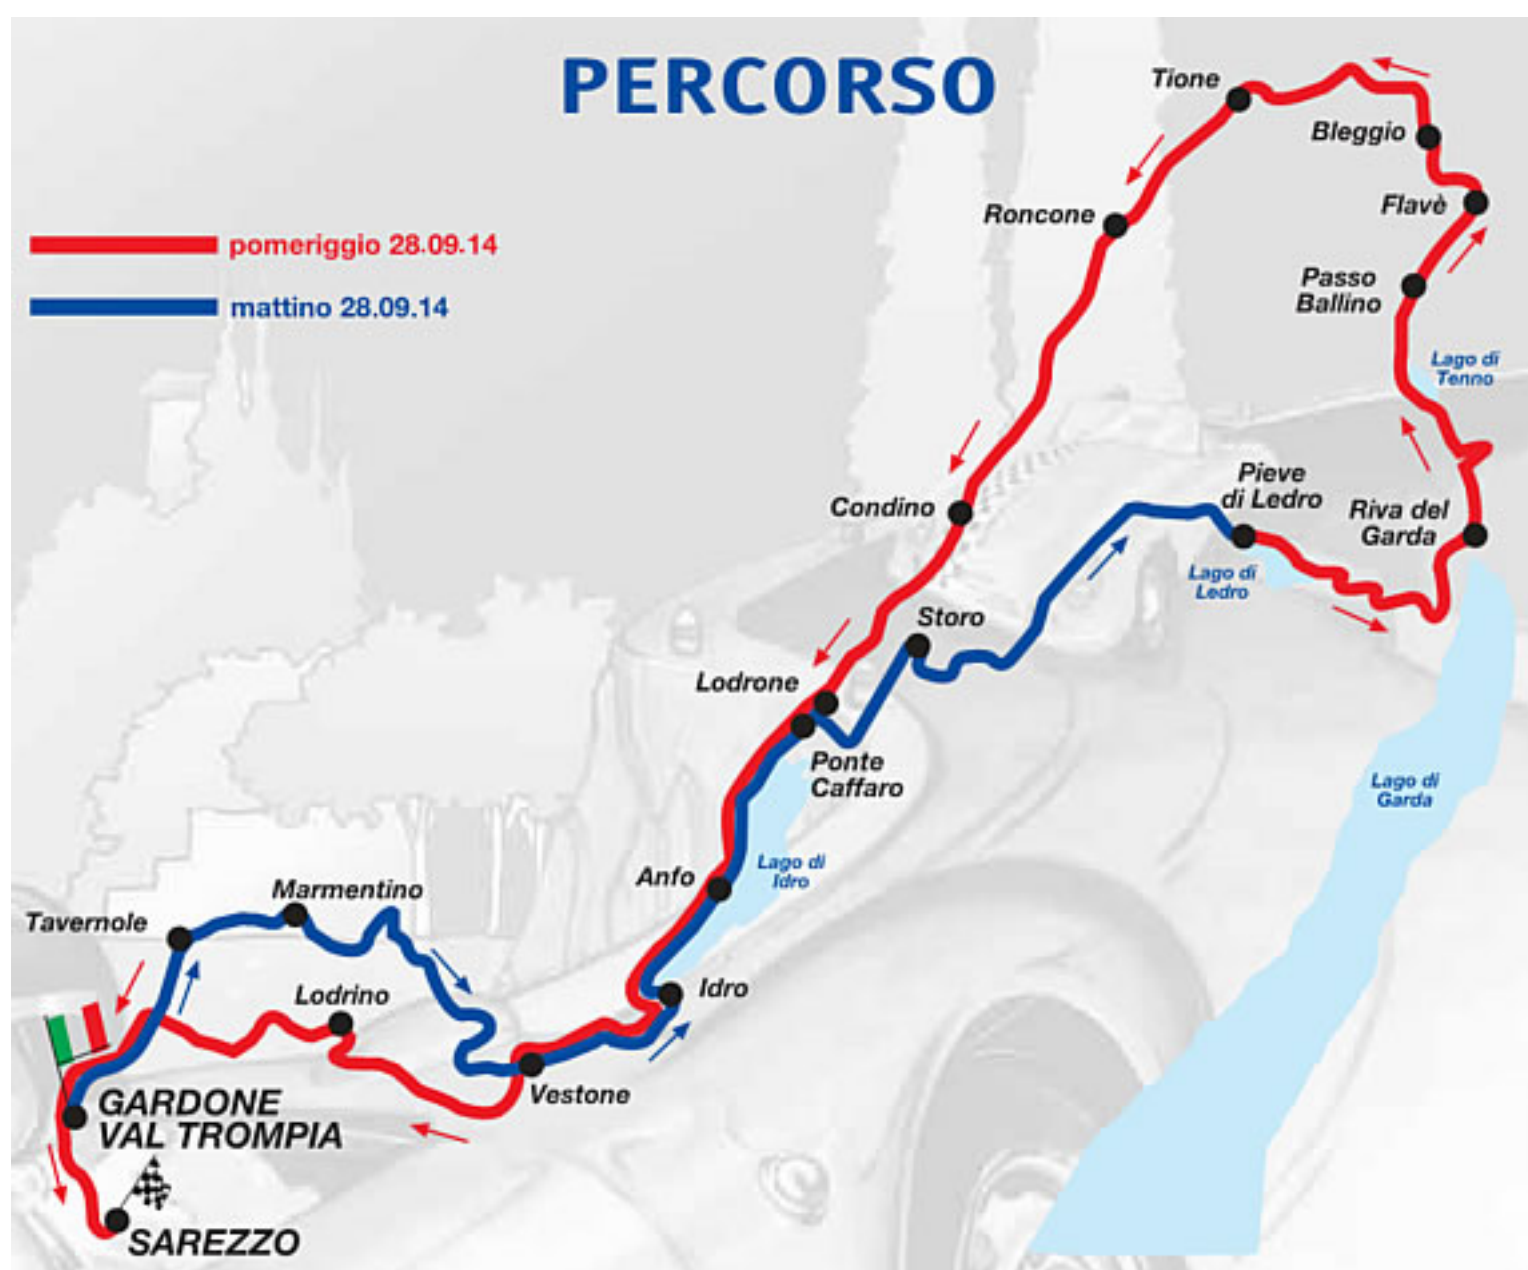 PERCORSO
Tione
Bleggio
Flavè
Roncone
pomeriggio 28.09.14
mattino 28.09.14
Passo
Ballino
Lago di
Tenno
Condino
Pieve
di Ledro
Riva del
Garda
Lago di
Ledro
Storo
Lodrone
Ponte
Caffaro
Lago di
Garda
Anfo
Lago di
Idro
Marmentino
Tavernole
Lodrino
Idro
Vestone
GARDONE
VAL TROMPIA
SAREZZO